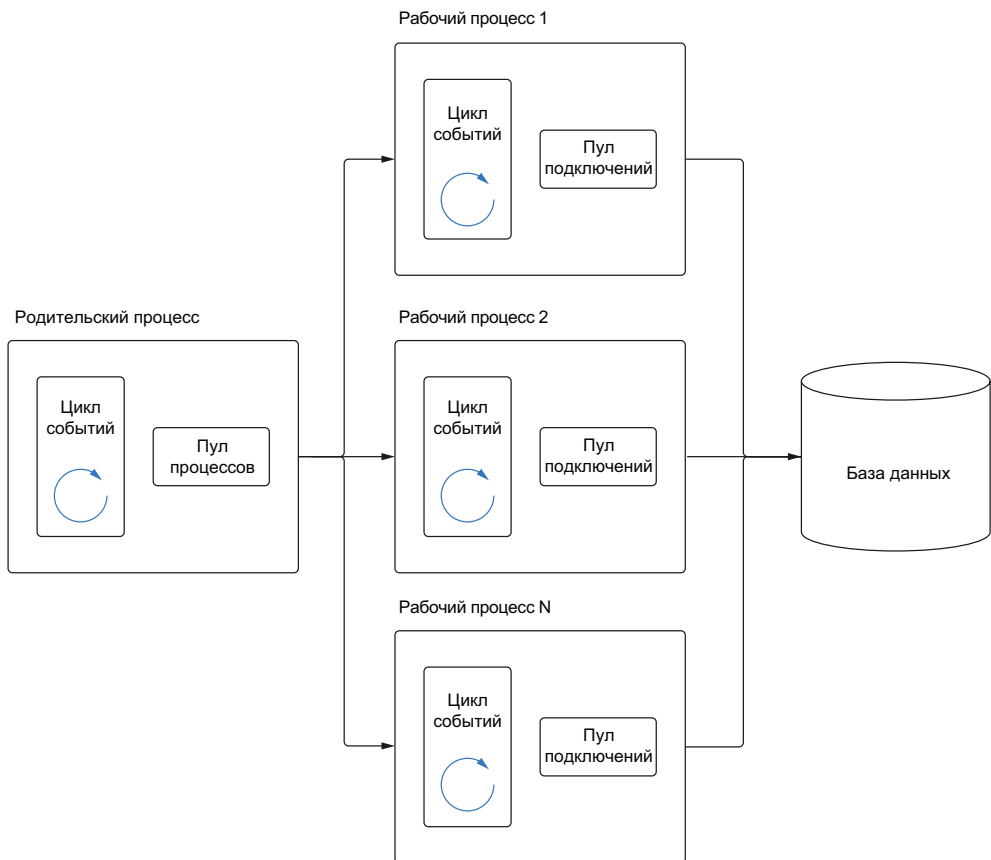 Рабочий процесс 1
Цикл
событий
Пул
подключений
Родительский процесс
Цикл
событий
Пул
процессов
Рабочий процесс 2
Цикл
событий
Пул
подключений
База данных
Рабочий процесс N
Цикл
событий
Пул
подключений